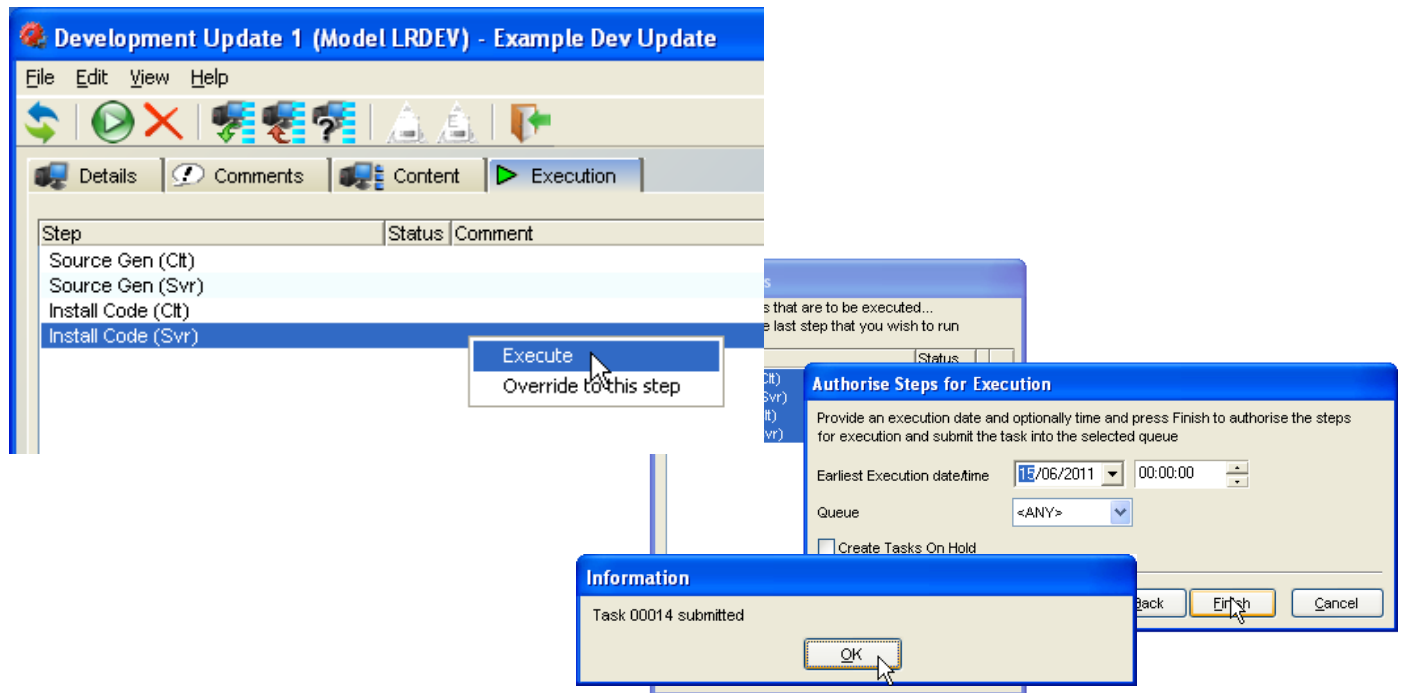 Development Update 1 (Model LRDEV) - Example Dev Update
File Edit View Help
Details Comments Content Execution
Step Status Comment
Source Gen (Clt)
Source Gen (Svr)
Install Code (Clt)
Install Code (Svr)
Execute
Override to this step
s that are to be executed...
e last step that you wish to run
Status
Clt)
Svr)
lt)
vr)
Authorise Steps for Execution
Provide an execution date and optionally time and press Finish to authorise the steps
for execution and submit the task into the selected queue
Earliest Execution date/time 15/06/2011 00:00:00
Queue <ANY>
Create Tasks On Hold
Back Finish Cancel
Information
Task 00014 submitted
OK